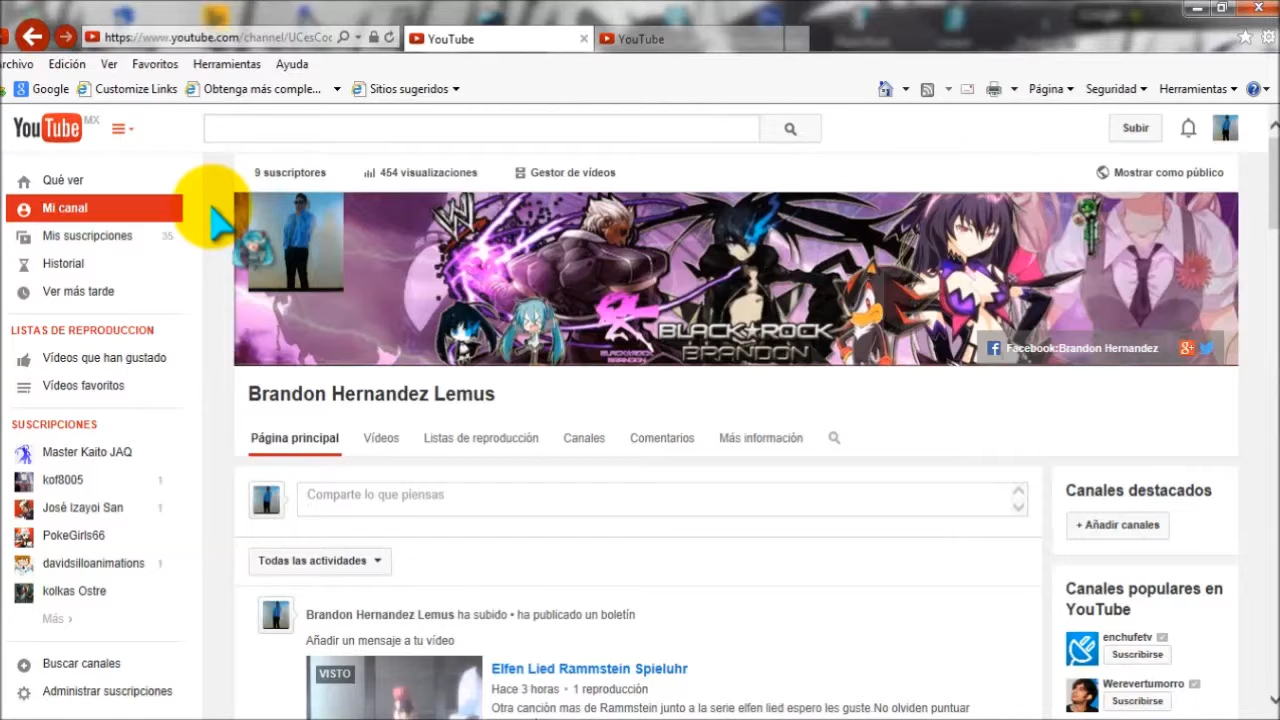 https://www.youtube.com/channel/UCesCoc
YouTube
YouTube
rchivo Edición Ver Favoritos Herramientas Ayuda
Google Customize Links Obtenga más comple... Sitios sugeridos Página Seguridad Herramientas
YouTube MX
Subir
9 suscriptores 454 visualizaciones Gestor de vídeos Mostrar como público
Qué ver
Mi canal
Mis suscripciones 35
Historial
Ver más tarde
LISTAS DE REPRODUCCION
Vídeos que han gustado
Vídeos favoritos
SUSCRIPCIONES
Master Kaito JAQ
kof8005 1
José Izayoi San 1
PokeGirls66
davidsilloanimations 1
kolkas Ostre
Más ›
Buscar canales
Administrar suscripciones
BLACK★ROCK
BRANDON
Facebook:Brandon Hernandez
Brandon Hernandez Lemus
Página principal Vídeos Listas de reproducción Canales Comentarios Más información
Comparte lo que piensas
Todas las actividades
Brandon Hernandez Lemus ha subido • ha publicado un boletín
Añadir un mensaje a tu vídeo
VISTO
Elfen Lied Rammstein Spieluhr
Hace 3 horas • 1 reproducción
Otra canción mas de Rammstein junto a la serie elfen lied espero les guste No olviden puntuar
Canales destacados
+ Añadir canales
Canales populares en
YouTube
enchufetv
Suscribirse
Werevertumorro
Suscribirse